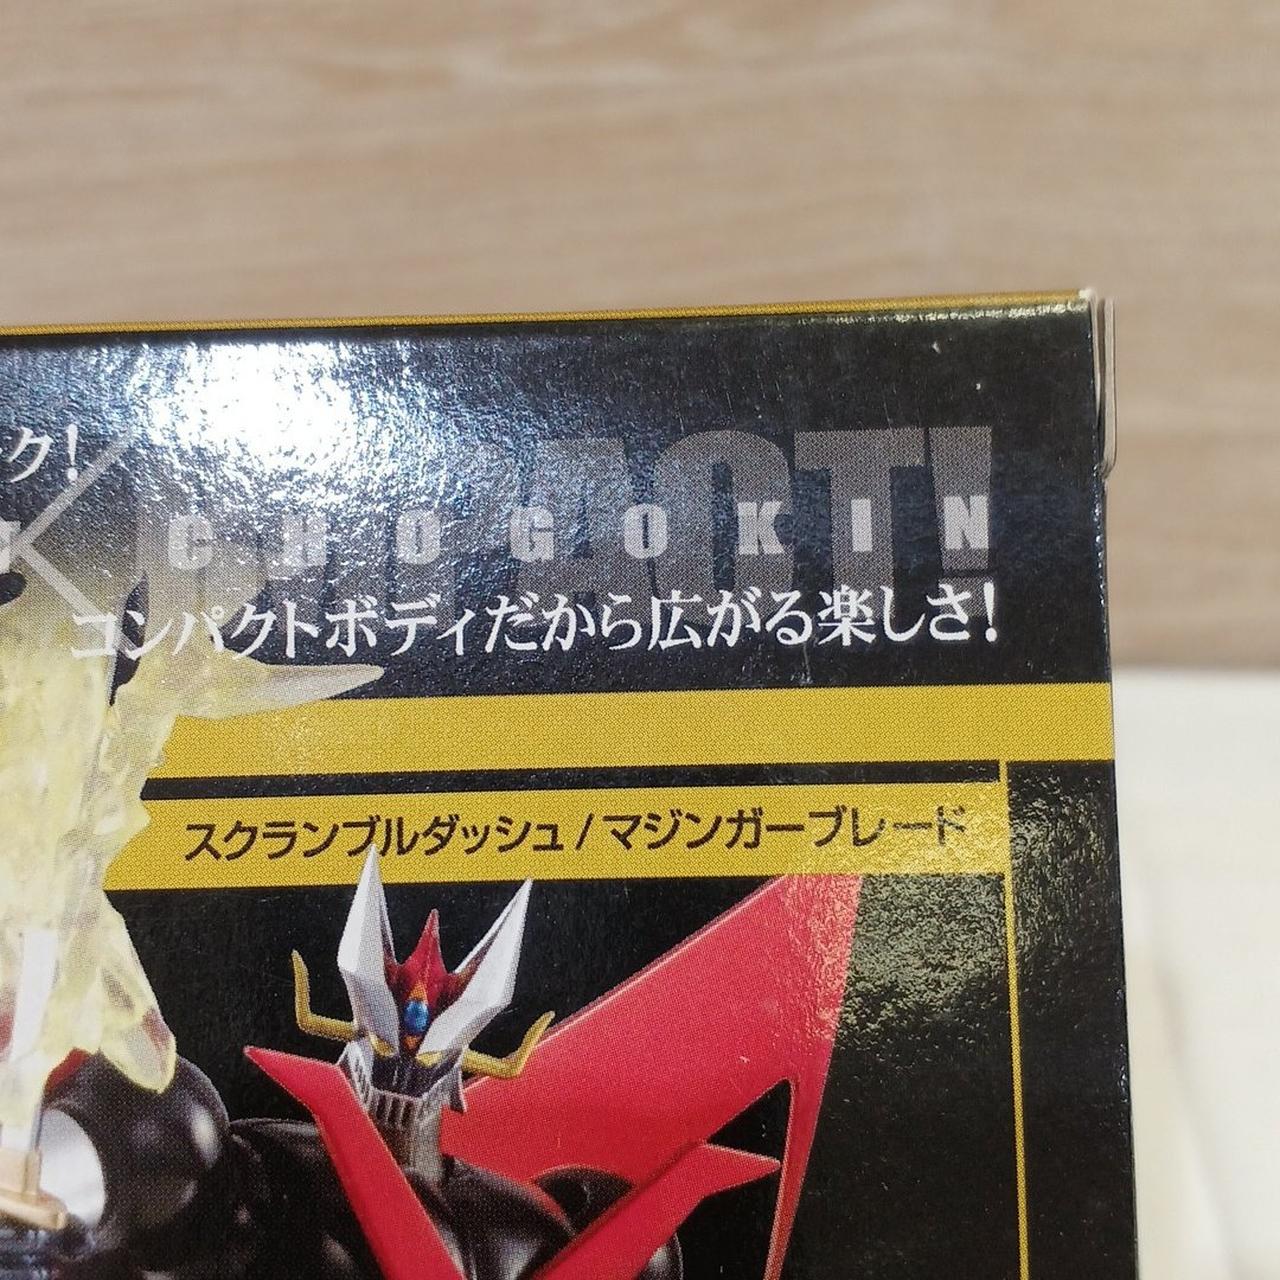 ク!
CHOGOKIN
コンパクトボディだから広がる楽しさ!
スクランブルダッシュ/マジンガーブレード